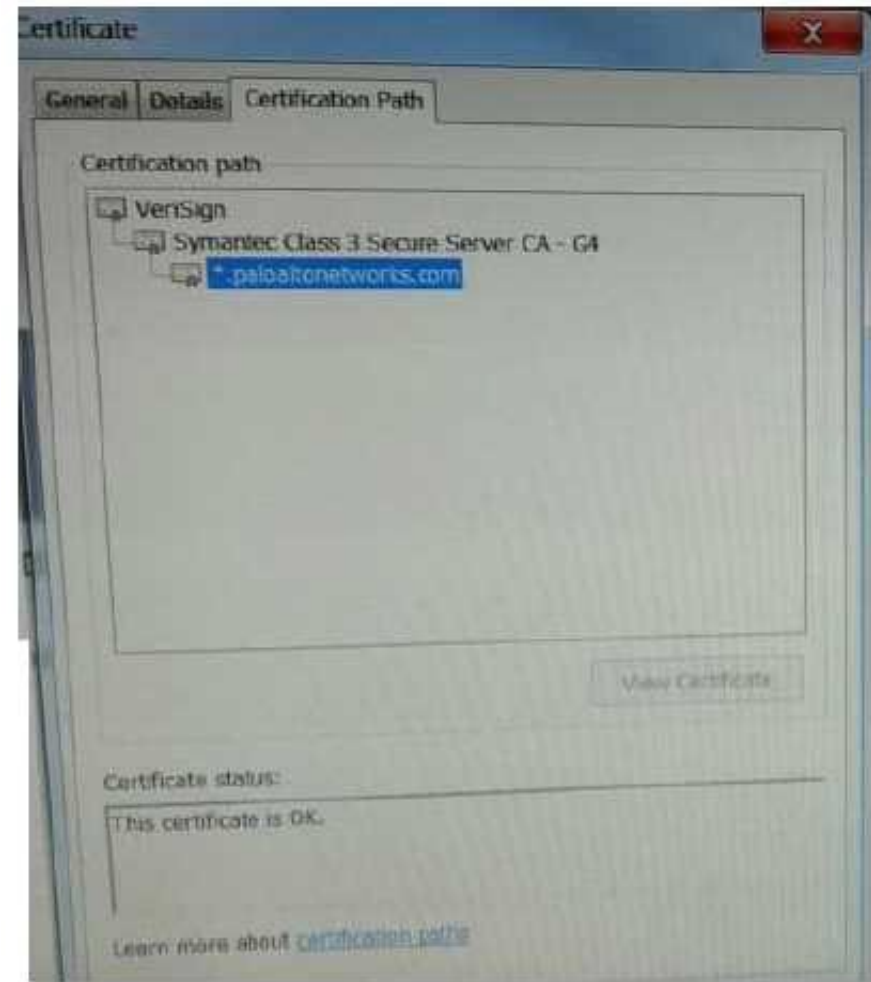 Certificate
General Details Certification Path
Certification path
VeriSign
Symantec Class 3 Secure Server CA - G4
*.paloaltonetworks.com
View Certificate
Certificate status:
This certificate is OK.
Learn more about certification paths